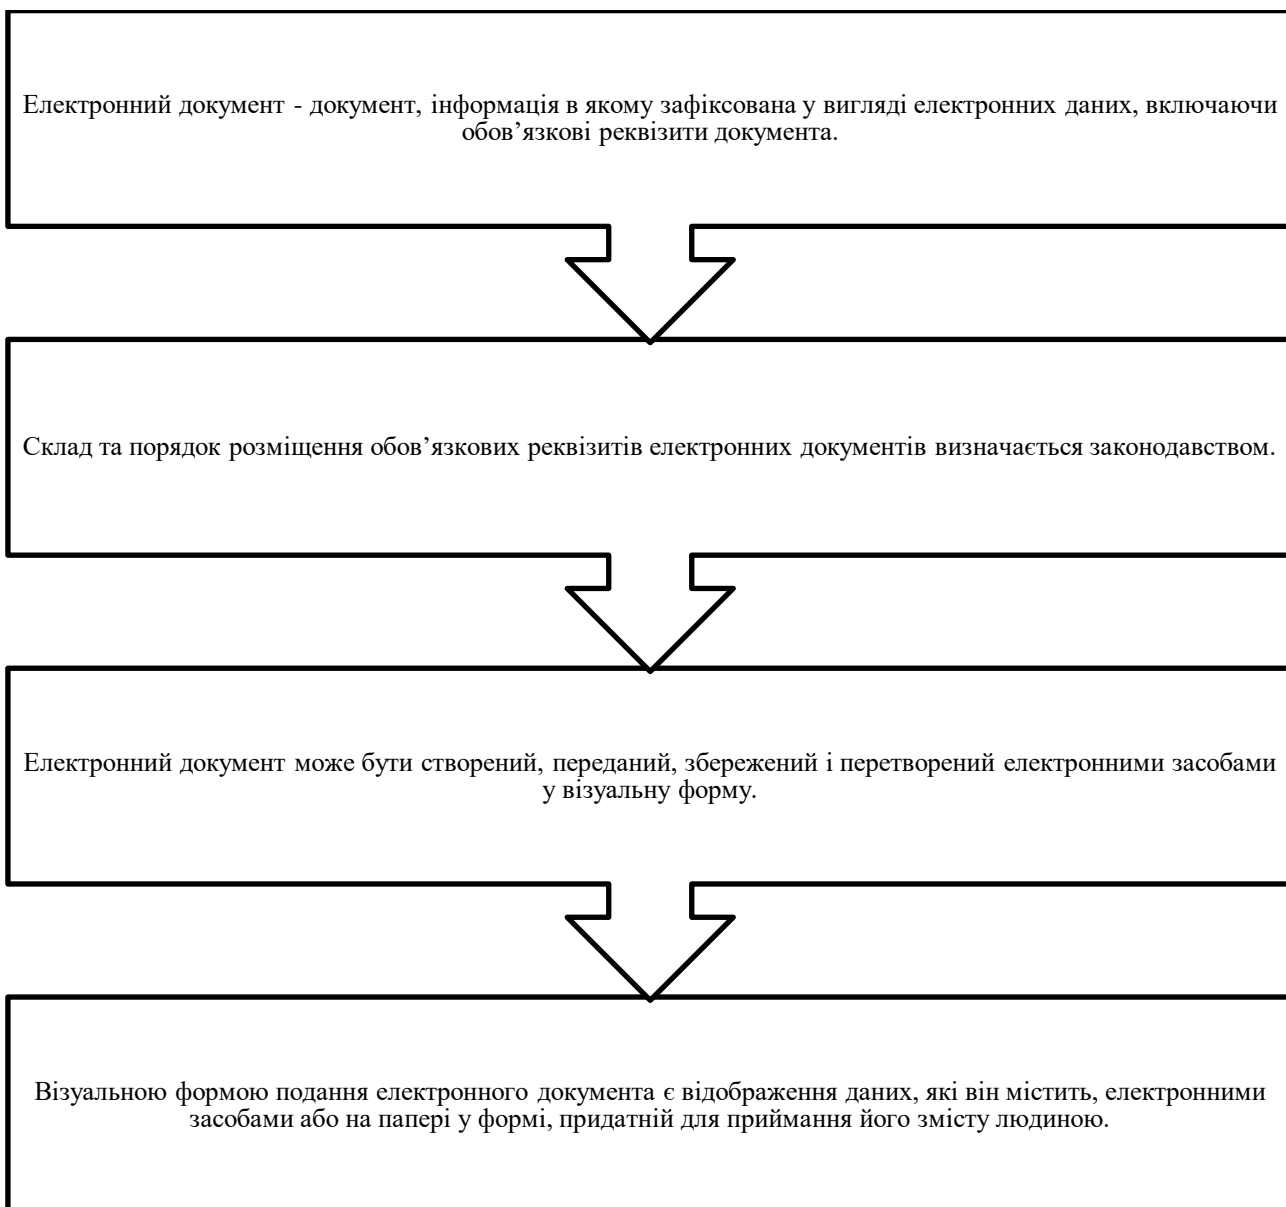 Електронний документ - документ, інформація в якому зафіксована у вигляді електронних даних, включаючи
обов’язкові реквізити документа.
Склад та порядок розміщення обов’язкових реквізитів електронних документів визначається законодавством.
Електронний документ може бути створений, переданий, збережений і перетворений електронними засобами
у візуальну форму.
Візуальною формою подання електронного документа є відображення даних, які він містить, електронними
засобами або на папері у формі, придатній для приймання його змісту людиною.